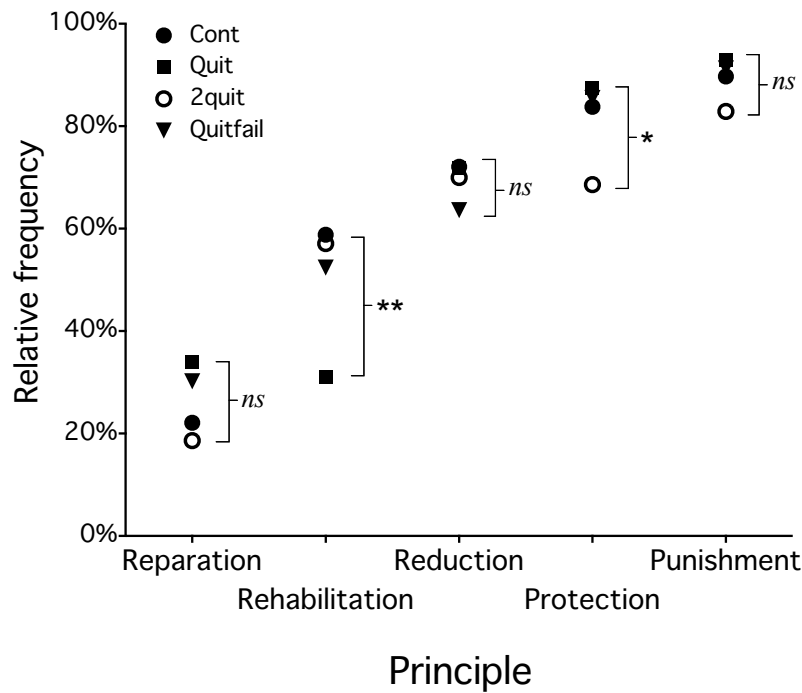 100%
80%
60%
40%
20%
0%
Relative frequency
Cont
Quit
2quit
Quitfail
ns
**
ns
*
ns
Reparation
Rehabilitation
Reduction
Protection
Punishment
Principle